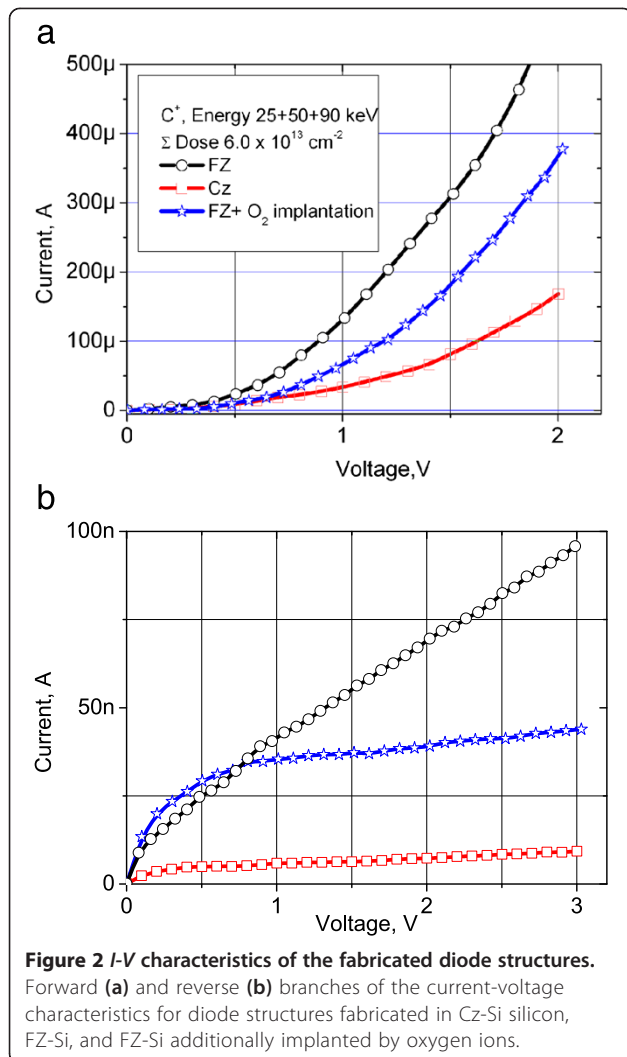 a
500µ
400µ
300µ
200µ
100µ
0
Current, A
C⁺, Energy 25+50+90 keV
Σ Dose 6.0 x 10¹³ cm⁻²
FZ
Cz
FZ+ O₂ implantation
0
1
2
Voltage,V
b
100n
50n
0
Current, A
0
1
2
3
Voltage, V
Figure 2 I-V characteristics of the fabricated diode structures.
Forward (a) and reverse (b) branches of the current-voltage
characteristics for diode structures fabricated in Cz-Si silicon,
FZ-Si, and FZ-Si additionally implanted by oxygen ions.